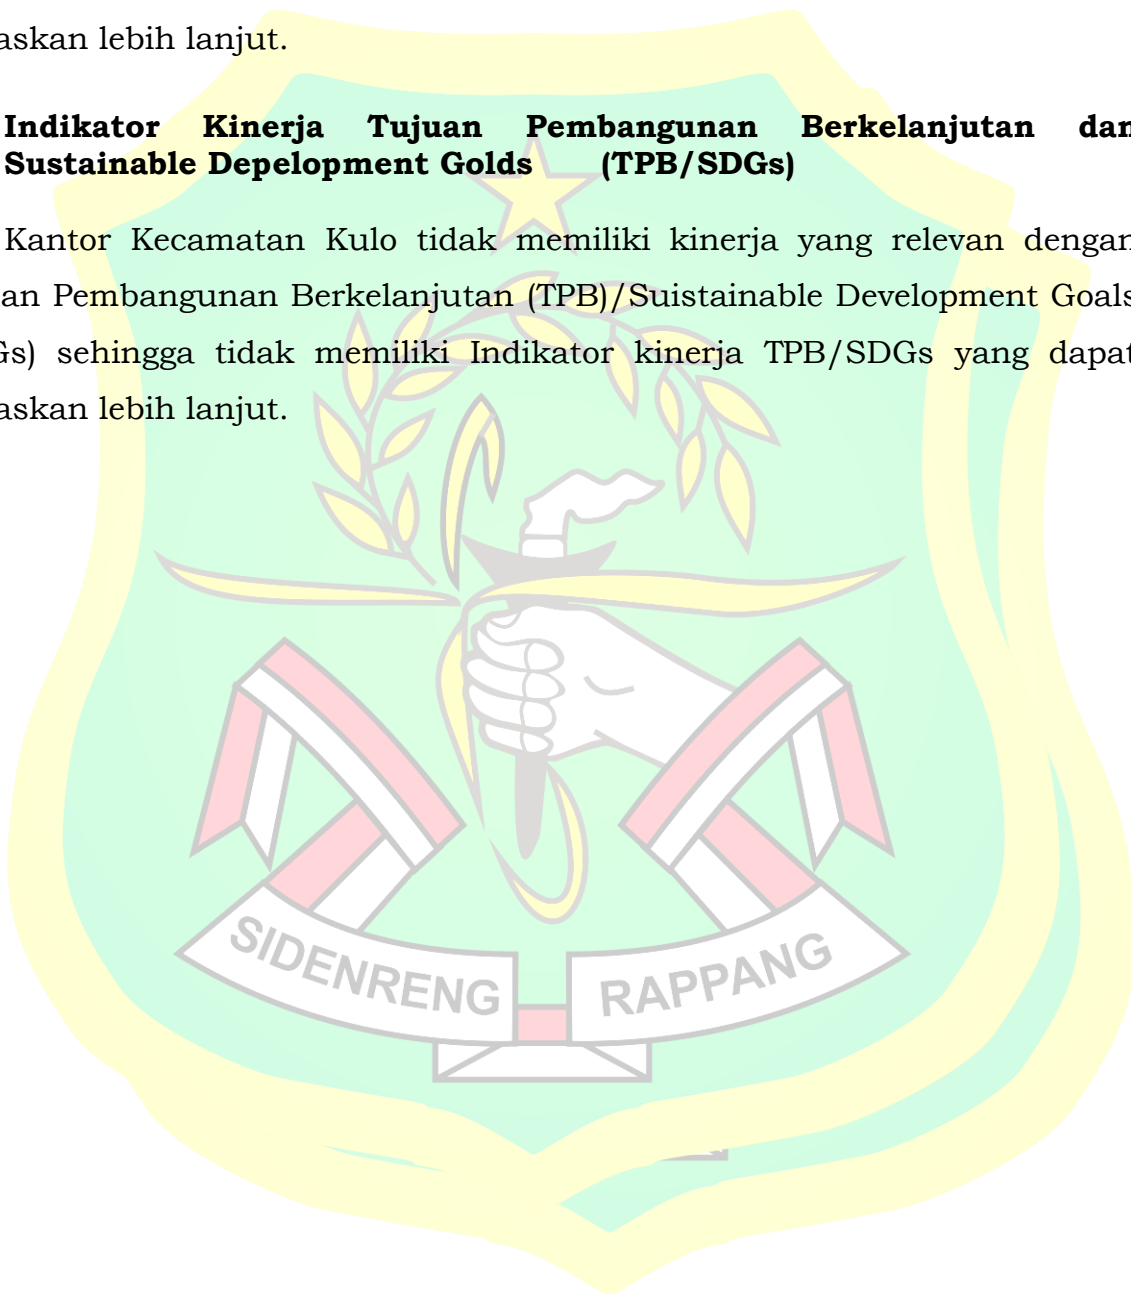 askan lebih lanjut.
Indikator Kinerja Tujuan Pembangunan Berkelanjutan dan
Sustainable Depelopment Golds (TPB/SDGs)
Kantor Kecamatan Kulo tidak memiliki kinerja yang relevan dengan
an Pembangunan Berkelanjutan (TPB)/Suistainable Development Goals
Gs) sehingga tidak memiliki Indikator kinerja TPB/SDGs yang dapat
askan lebih lanjut.
SIDENRENG RAPPANG